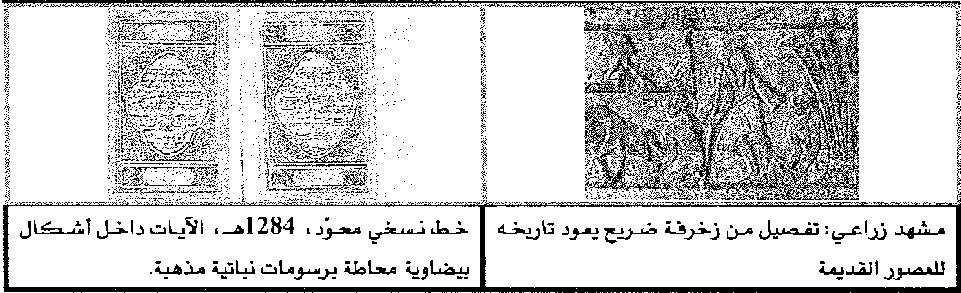 مشهد زراعي: تفصيل من زخرفة ضريح يعود تاريخه
للعصور القديمة
خط نسخي معوّد، 1284هـ، الآيات داخل أشكال
بيضاوية محاطة برسومات نباتية مذهبة.